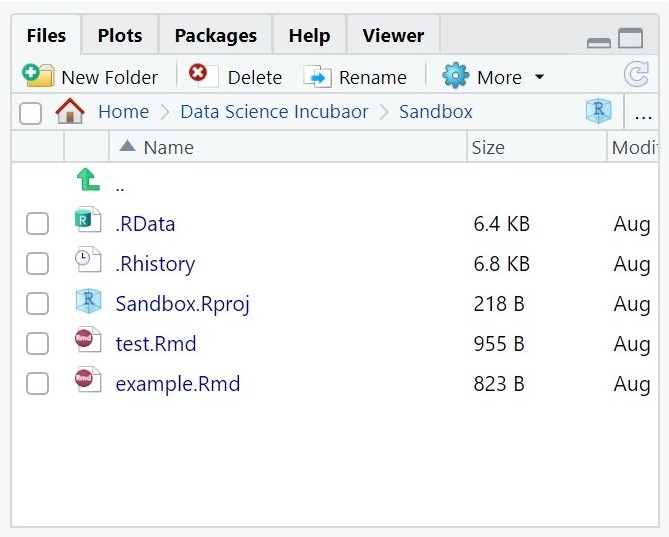 Files Plots Packages Help Viewer
New Folder Delete Rename More
Home Data Science Incubaor Sandbox R ...
Name Size Modi
..
R .RData 6.4 KB Aug
.Rhistory 6.8 KB Aug
R Sandbox.Rproj 218 B Aug
Rmd test.Rmd 955 B Aug
Rmd example.Rmd 823 B Aug